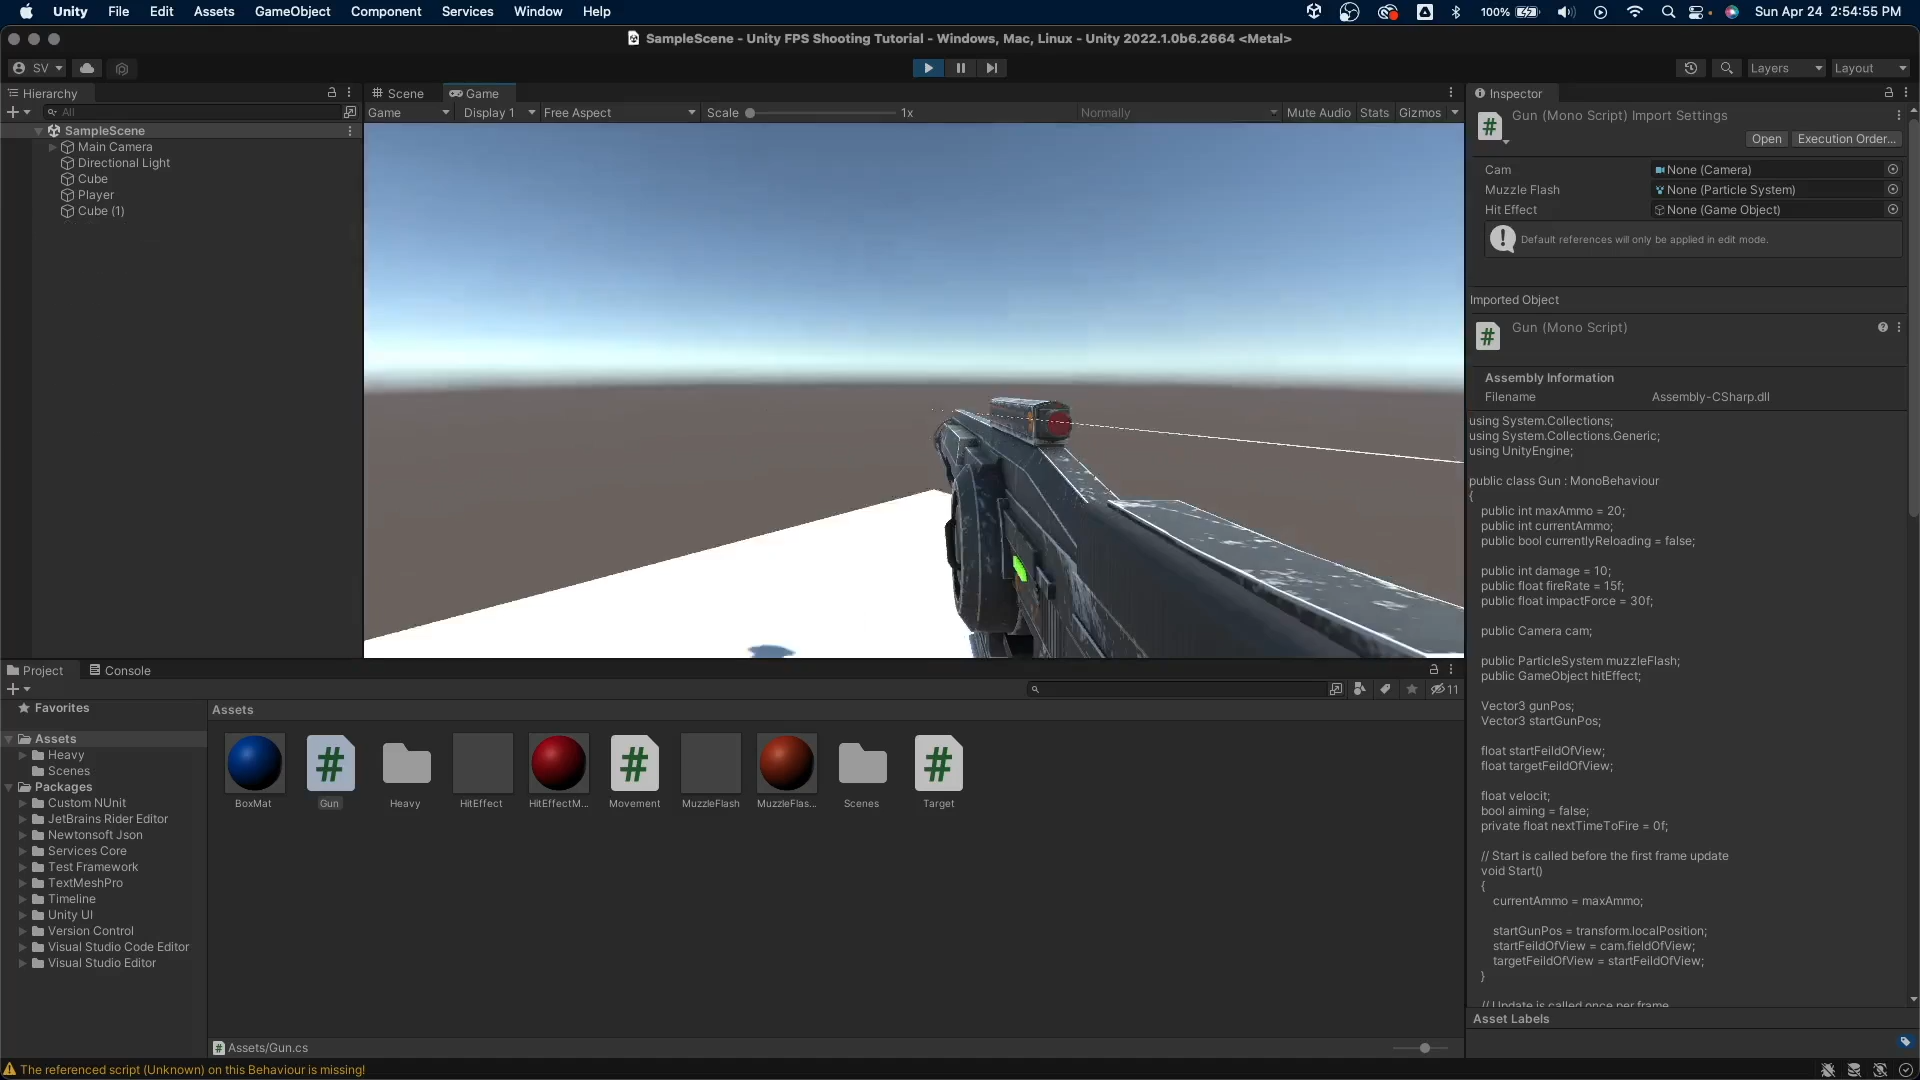 Unity File Edit Assets GameObject Component Services Window Help 100% Sun Apr 24 2:54:55 PM
SampleScene - Unity FPS Shooting Tutorial - Windows, Mac, Linux - Unity 2022.1.0b6.2664 <Metal>
SV Layers Layout
Hierarchy
All
SampleScene
Main Camera
Directional Light
Cube
Player
Cube (1)
Scene Game
Game Display 1 Free Aspect Scale 1x Normally Mute Audio Stats Gizmos
Inspector
Gun (Mono Script) Import Settings
Open Execution Order...
Cam None (Camera)
Muzzle Flash None (Particle System)
Hit Effect None (Game Object)
Default references will only be applied in edit mode.
Imported Object
Gun (Mono Script)
Assembly Information
Filename Assembly-CSharp.dll
using System.Collections;
using System.Collections.Generic;
using UnityEngine;
public class Gun : MonoBehaviour
{
public int maxAmmo = 20;
public int currentAmmo;
public bool currentlyReloading = false;
public int damage = 10;
public float fireRate = 15f;
public float impactForce = 30f;
public Camera cam;
public ParticleSystem muzzleFlash;
public GameObject hitEffect;
Vector3 gunPos;
Vector3 startGunPos;
float startFeildOfView;
float targetFeildOfView;
float velocit;
bool aiming = false;
private float nextTimeToFire = 0f;
// Start is called before the first frame update
void Start()
{
currentAmmo = maxAmmo;
startGunPos = transform.localPosition;
startFeildOfView = cam.fieldOfView;
targetFeildOfView = startFeildOfView;
}
// Update is called once per frame
Asset Labels
Project Console
11
Favorites
Assets
Heavy
Scenes
Packages
Custom NUnit
JetBrains Rider Editor
Newtonsoft Json
Services Core
Test Framework
TextMeshPro
Timeline
Unity UI
Version Control
Visual Studio Code Editor
Visual Studio Editor
Assets
BoxMat Gun Heavy HitEffect HitEffectM... Movement MuzzleFlash MuzzleFlas... Scenes Target
Assets/Gun.cs
The referenced script (Unknown) on this Behaviour is missing!